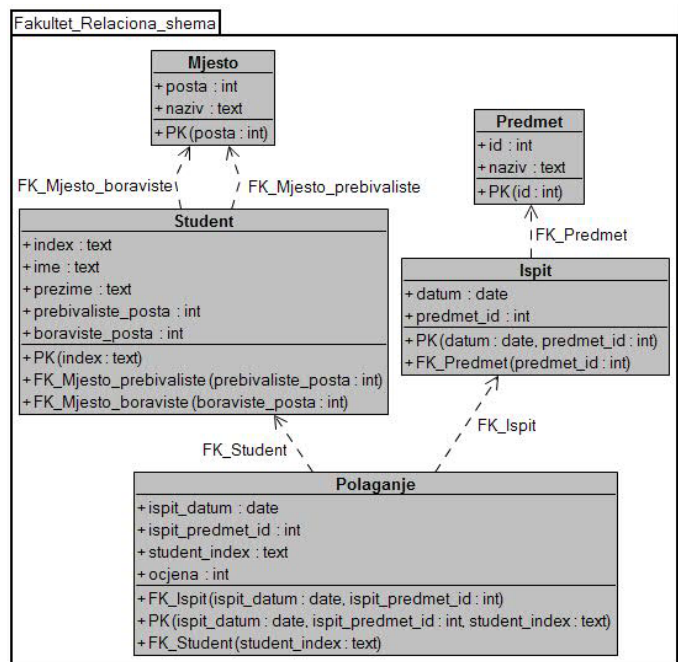 Fakultet_Relaciona_shema
Mjesto
+ posta : int
+ naziv : text
+ PK(posta : int)
Predmet
+ id : int
+ naziv : text
+ PK(id : int)
FK_Mjesto_boraviste
FK_Mjesto_prebivaliste
FK_Predmet
Student
+ index : text
+ ime : text
+ prezime : text
+ prebivaliste_posta : int
+ boraviste_posta : int
+ PK(index : text)
+ FK_Mjesto_prebivaliste(prebivaliste_posta : int)
+ FK_Mjesto_boraviste(boraviste_posta : int)
Ispit
+ datum : date
+ predmet_id : int
+ PK(datum : date, predmet_id : int)
+ FK_Predmet(predmet_id : int)
FK_Student
FK_Ispit
Polaganje
+ ispit_datum : date
+ ispit_predmet_id : int
+ student_index : text
+ ocjena : int
+ FK_Ispit(ispit_datum : date, ispit_predmet_id : int)
+ PK(ispit_datum : date, ispit_predmet_id : int, student_index : text)
+ FK_Student(student_index : text)